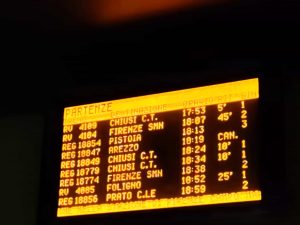 PARTENZE
RV 4109 CHIUSI C.T. 17:53 5' 1
RV 4104 FIRENZE SMN 18:07 45' 2
REG 18854 PISTOIA 18:13 3
REG 18847 AREZZO 18:19 CAN.
REG 18849 CHIUSI C.T. 18:24 10' 1
REG 18779 CHIUSI C.T. 18:34 10' 1
REG 18774 FIRENZE SMN 18:38 2
RV 4085 FOLIGNO 18:52 25' 1
REG 18856 PRATO C.LE 18:59 2